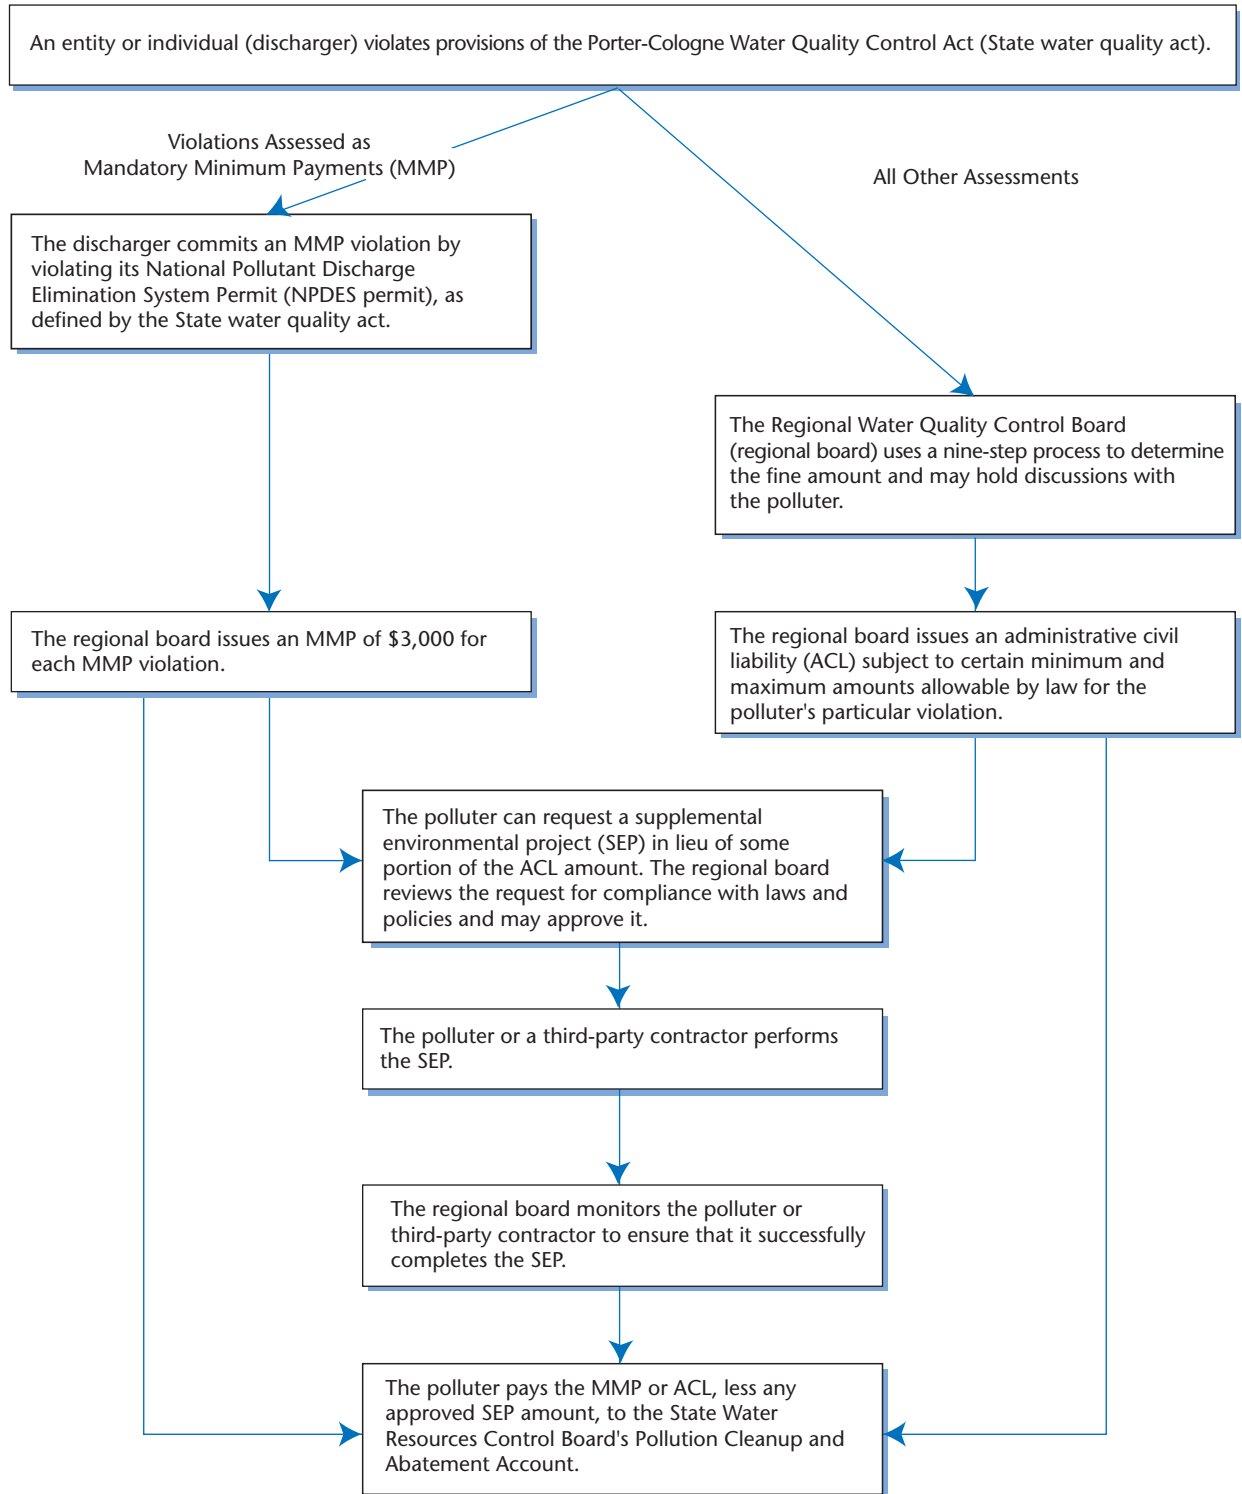 An entity or individual (discharger) violates provisions of the Porter-Cologne Water Quality Control Act (State water quality act).
Violations Assessed as
Mandatory Minimum Payments (MMP)
All Other Assessments
The discharger commits an MMP violation by
violating its National Pollutant Discharge
Elimination System Permit (NPDES permit), as
defined by the State water quality act.
The Regional Water Quality Control Board
(regional board) uses a nine-step process to determine
the fine amount and may hold discussions with
the polluter.
The regional board issues an MMP of $3,000 for
each MMP violation.
The regional board issues an administrative civil
liability (ACL) subject to certain minimum and
maximum amounts allowable by law for the
polluter's particular violation.
The polluter can request a supplemental
environmental project (SEP) in lieu of some
portion of the ACL amount. The regional board
reviews the request for compliance with laws and
policies and may approve it.
The polluter or a third-party contractor performs
the SEP.
The regional board monitors the polluter or
third-party contractor to ensure that it successfully
completes the SEP.
The polluter pays the MMP or ACL, less any
approved SEP amount, to the State Water
Resources Control Board's Pollution Cleanup and
Abatement Account.